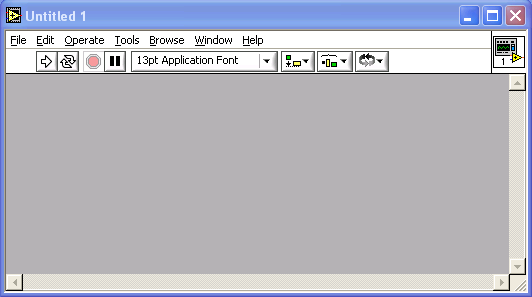 Untitled 1
File Edit Operate Tools Browse Window Help
13pt Application Font
1